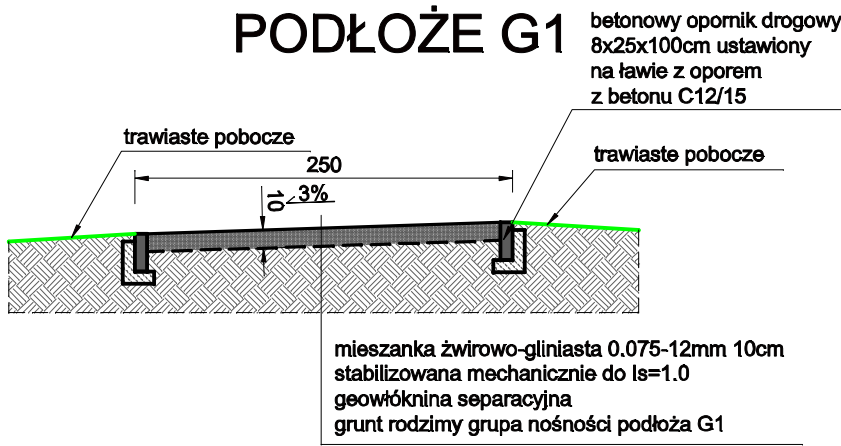 PODŁOŻE G1
betonowy opornik drogowy
8x25x100cm ustawiony
na ławie z oporem
z betonu C12/15
trawiaste pobocze
250
trawiaste pobocze
10
3%
mieszanka żwirowo-gliniasta 0.075-12mm 10cm
stabilizowana mechanicznie do Is=1.0
geowłóknina separacyjna
grunt rodzimy grupa nośności podłoża G1